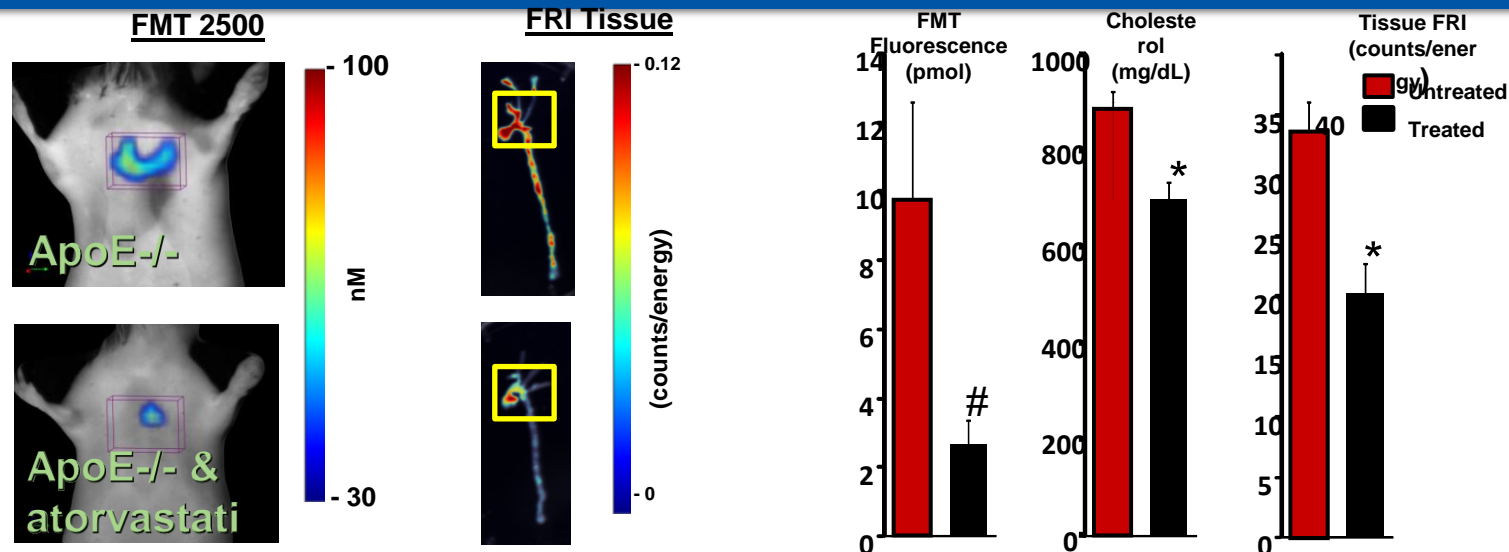 FMT 2500
FRI Tissue
ApoE-/-
ApoE-/- &
atorvastati
- 100
nM
- 30
- 0.12
(counts/energy)
- 0
FMT
Fluorescence
(pmol)
14
12
10
8
6
4
2
0
#
Choleste
rol
(mg/dL)
1000
800
600
400
200
0
*
Tissue FRI
(counts/ener
gy)
Untreated
Treated
40
35
30
25
20
15
10
5
0
*